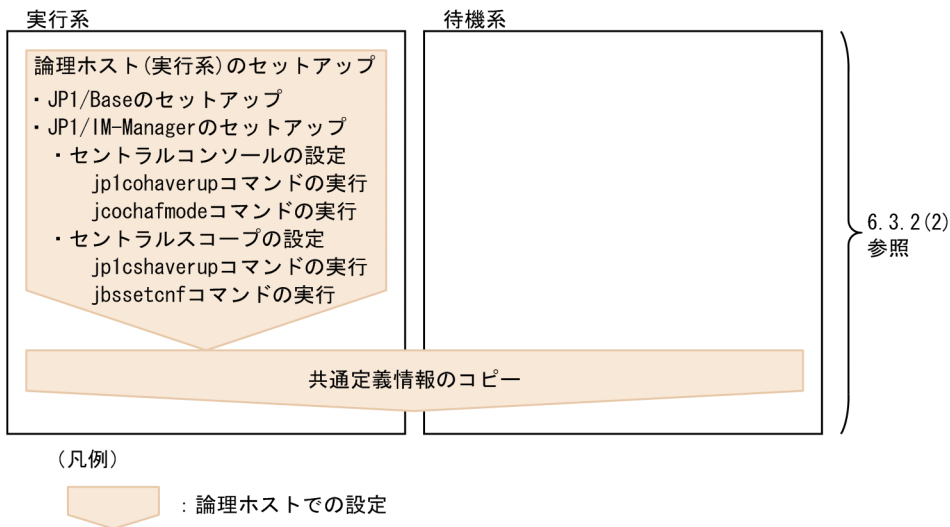 実行系
待機系
論理ホスト(実行系)のセットアップ
・JP1/Baseのセットアップ
・JP1/IM-Managerのセットアップ
・セントラルコンソールの設定
jp1cohaverupコマンドの実行
jcochafmodeコマンドの実行
・セントラルスコープの設定
jp1cshaverupコマンドの実行
jbssetcnfコマンドの実行
共通定義情報のコピー
6.3.2(2)
参照
(凡例)
：論理ホストでの設定